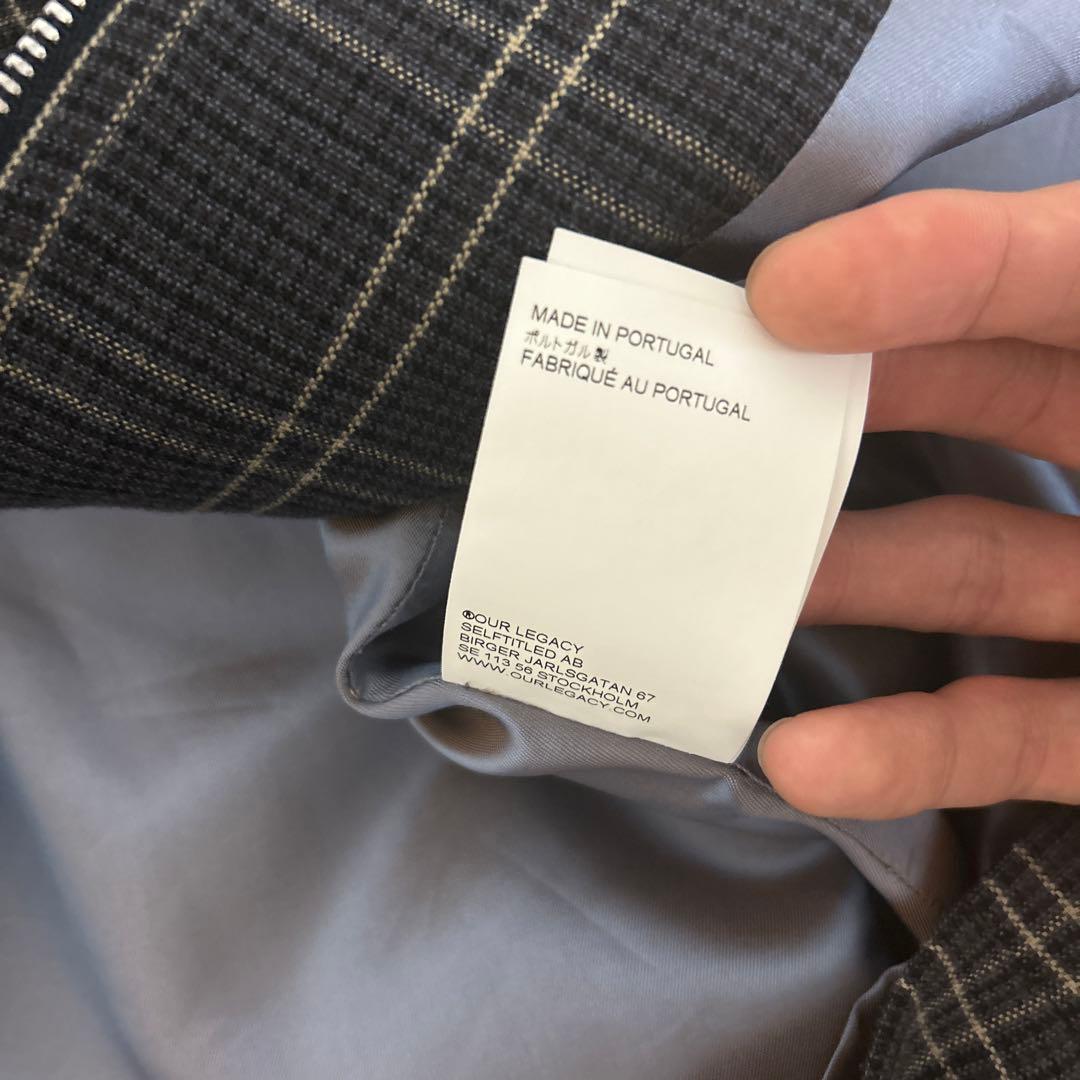 MADE IN PORTUGAL
ポルトガル製
FABRIQUÉ AU PORTUGAL
®OUR LEGACY
SELFTITLED AB
BIRGER JARLSGATAN 67
SE 113 56 STOCKHOLM
WWW.OURLEGACY.COM